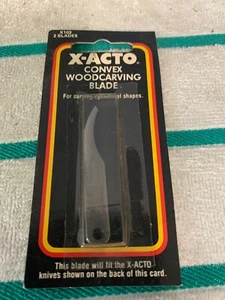 X103
2 BLADES
X-ACTO
CONVEX
WOODCARVING
BLADE
For carving cylindrical shapes.
This blade will fit the X-ACTO
knives shown on the back of this card.